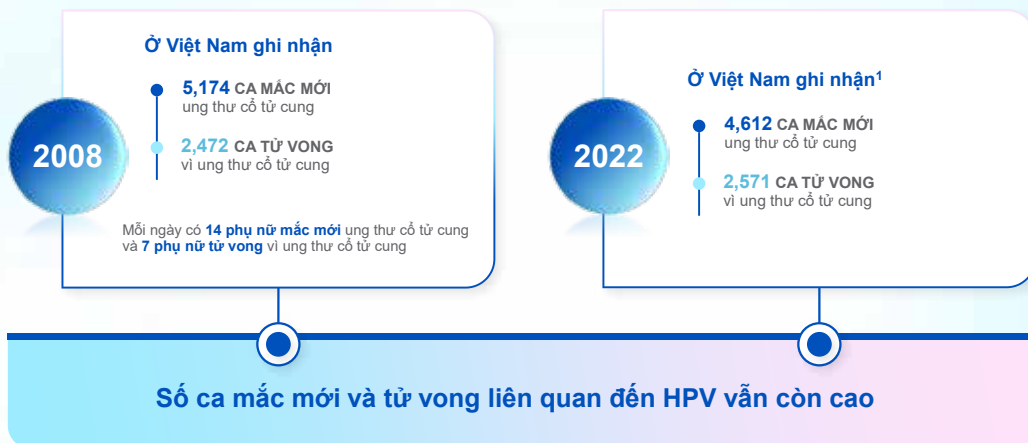 Ở Việt Nam ghi nhận
5,174 CA MẮC MỚI
ung thư cổ tử cung
2,472 CA TỬ VONG
vì ung thư cổ tử cung
2008
Mỗi ngày có 14 phụ nữ mắc mới ung thư cổ tử cung
và 7 phụ nữ tử vong vì ung thư cổ tử cung
Ở Việt Nam ghi nhận¹
4,612 CA MẮC MỚI
ung thư cổ tử cung
2,571 CA TỬ VONG
vì ung thư cổ tử cung
2022
Số ca mắc mới và tử vong liên quan đến HPV vẫn còn cao